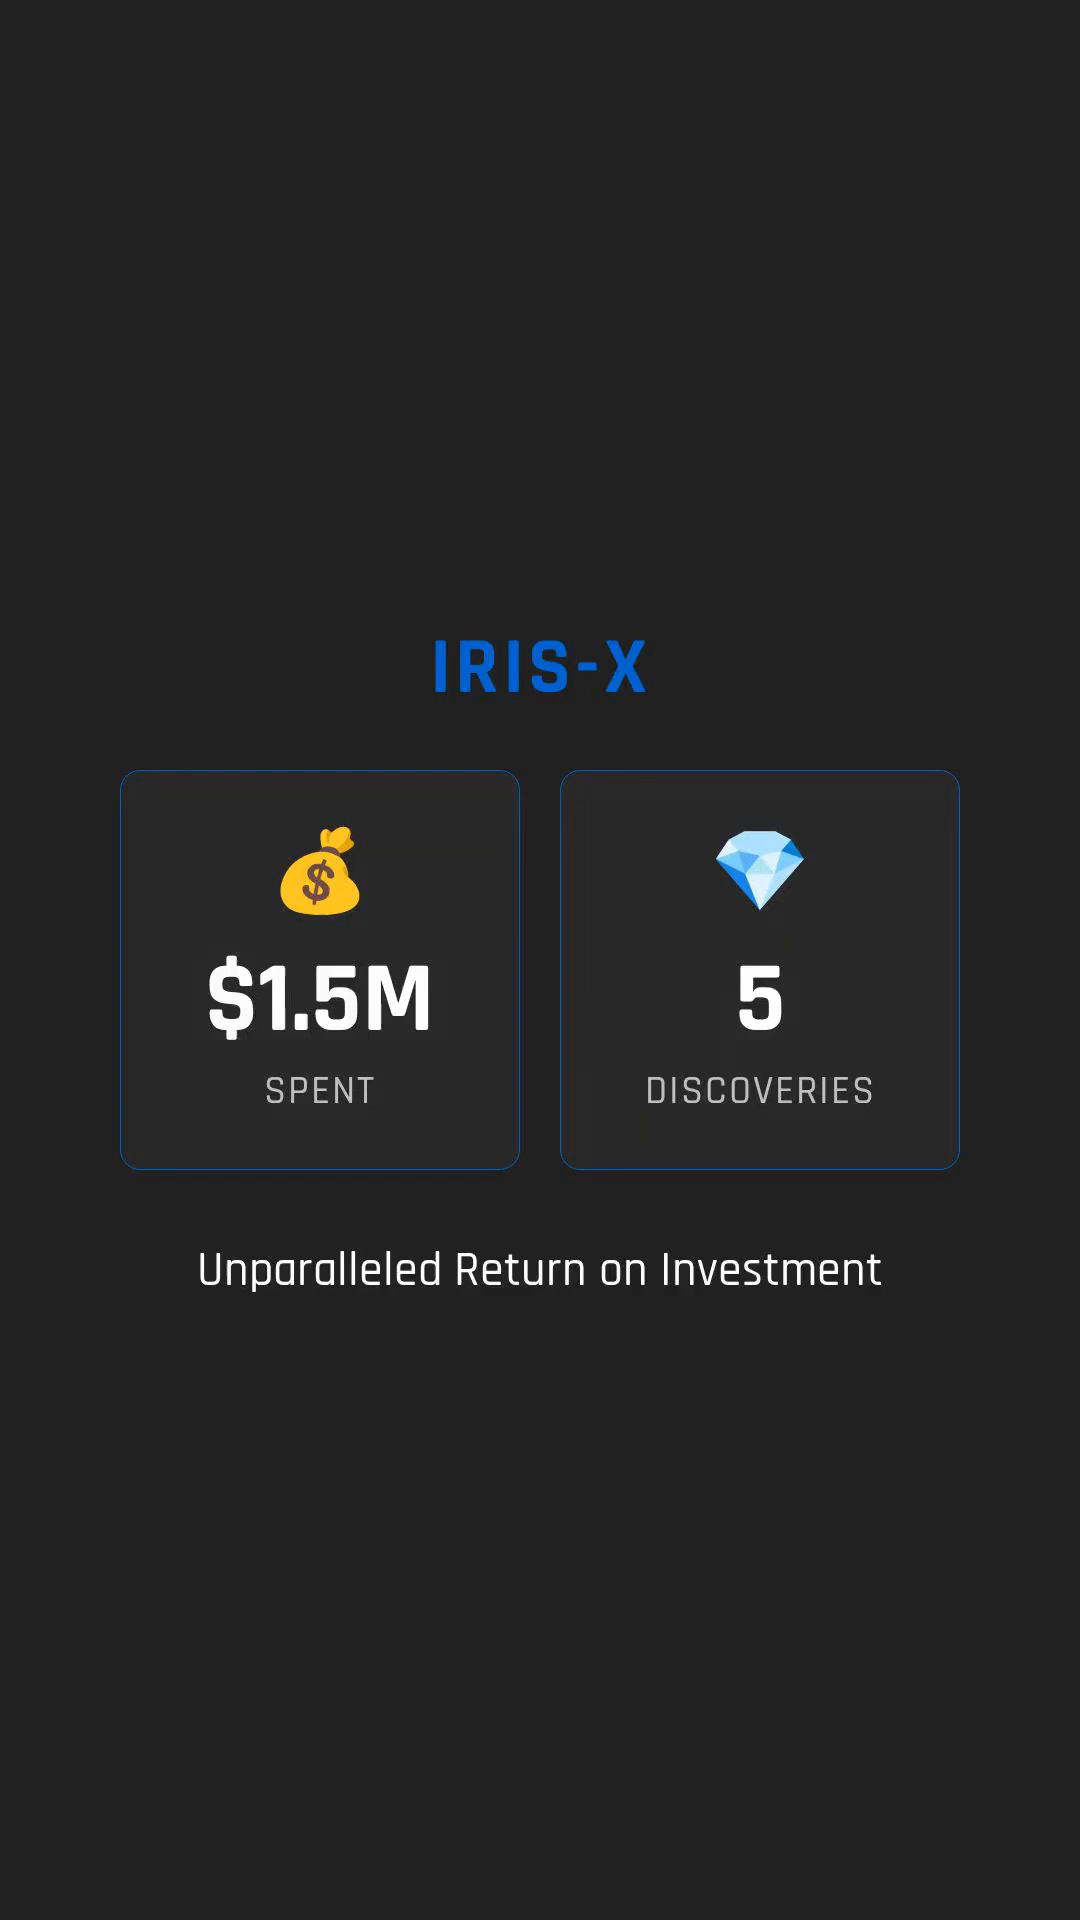 IRIS-X
$1.5M
SPENT
5
DISCOVERIES
Unparalleled Return on Investment